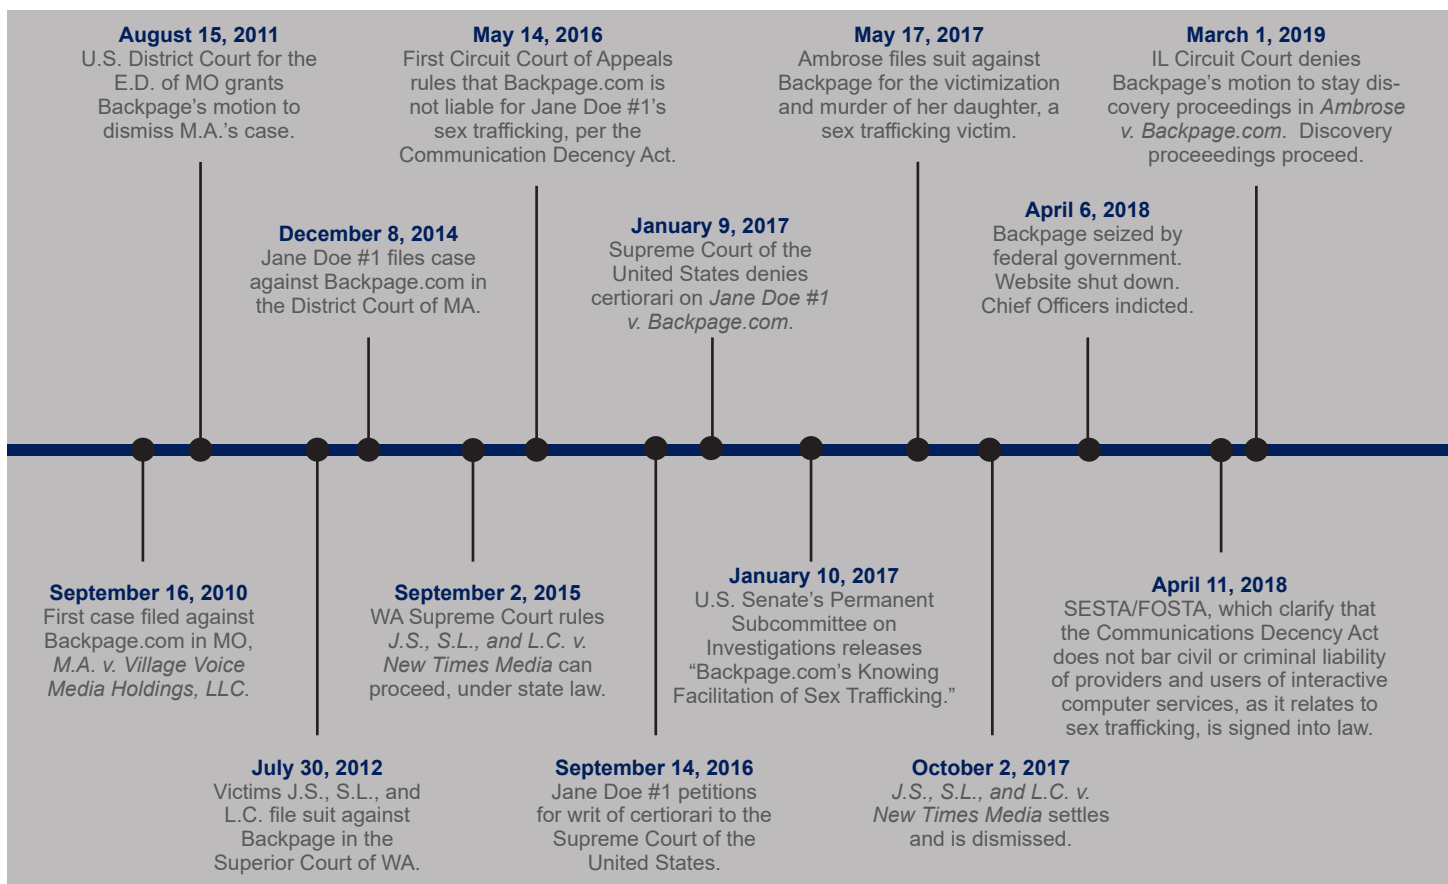 August 15, 2011
U.S. District Court for the
E.D. of MO grants
Backpage's motion to
dismiss M.A.'s case.
May 14, 2016
First Circuit Court of Appeals
rules that Backpage.com is
not liable for Jane Doe #1's
sex trafficking, per the
Communication Decency Act.
May 17, 2017
Ambrose files suit against
Backpage for the victimization
and murder of her daughter, a
sex trafficking victim.
March 1, 2019
IL Circuit Court denies
Backpage's motion to stay dis-
covery proceedings in Ambrose
v. Backpage.com.  Discovery
proceeedings proceed.
December 8, 2014
Jane Doe #1 files case
against Backpage.com in
the District Court of MA.
January 9, 2017
Supreme Court of the
United States denies
certiorari on Jane Doe #1
v. Backpage.com.
April 6, 2018
Backpage seized by
federal government.
Website shut down.
Chief Officers indicted.
September 16, 2010
First case filed against
Backpage.com in MO,
M.A. v. Village Voice
Media Holdings, LLC.
September 2, 2015
WA Supreme Court rules
J.S., S.L., and L.C. v.
New Times Media can
proceed, under state law.
January 10, 2017
U.S. Senate's Permanent
Subcommittee on
Investigations releases
“Backpage.com's Knowing
Facilitation of Sex Trafficking.”
April 11, 2018
SESTA/FOSTA, which clarify that
the Communications Decency Act
does not bar civil or criminal liability
of providers and users of interactive
computer services, as it relates to
sex trafficking, is signed into law.
July 30, 2012
Victims J.S., S.L., and
L.C. file suit against
Backpage in the
Superior Court of WA.
September 14, 2016
Jane Doe #1 petitions
for writ of certiorari to the
Supreme Court of the
United States.
October 2, 2017
J.S., S.L., and L.C. v.
New Times Media settles
and is dismissed.